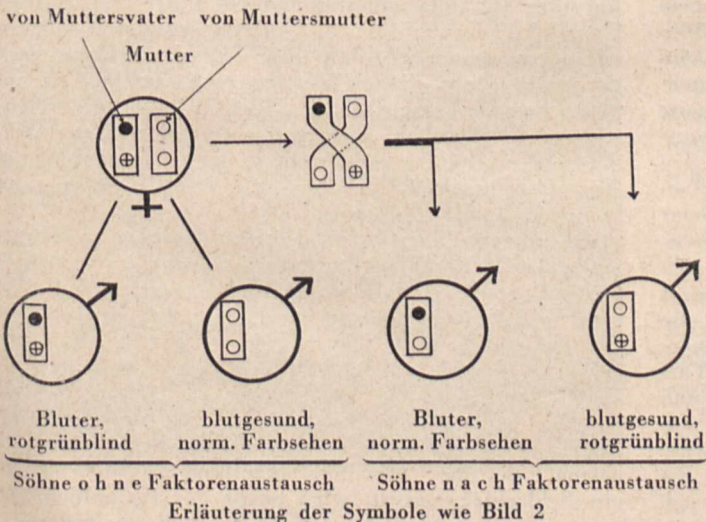 von Muttersvater von Muttersmutter
Mutter
Bluter, blutgesund, Bluter, blutgesund,
rotgrünblind norm. Farbsehen norm. Farbsehen rotgrünblind
Söhne o h n e Faktorenaustausch Söhne n a c h Faktorenaustausch
Erläuterung der Symbole wie Bild 2